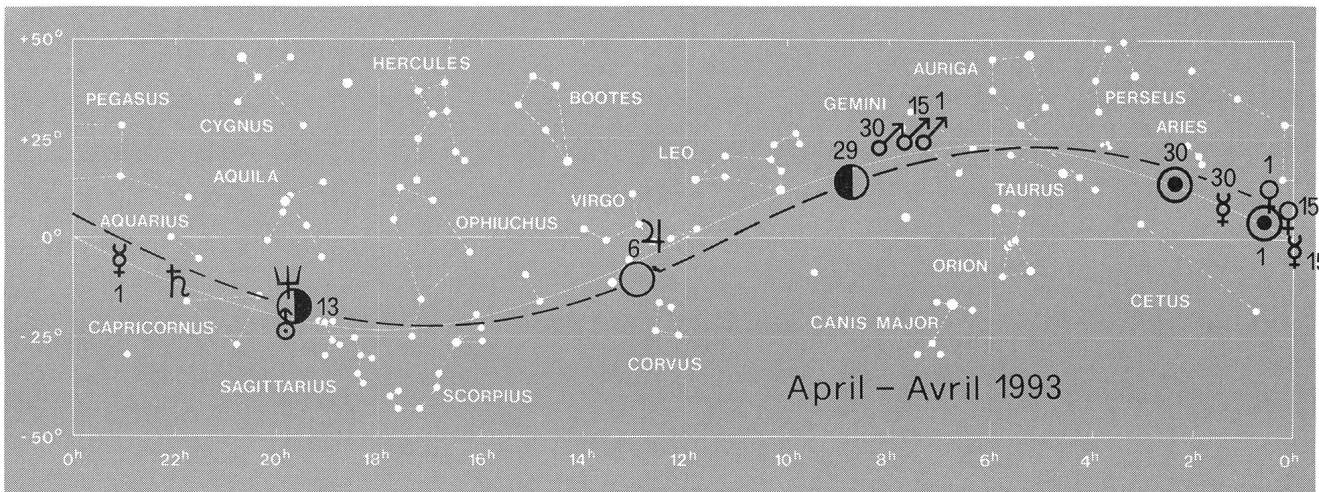 +50°
HERCULES
AURIGA
PEGASUS
BOOTES
GEMINI
15 1
PERSEUS
CYGNUS
30
+25°
ARIES
LEO
29
30
AQUILA
30
1
TAURUS
VIRGO
15
AQUARIUS
OPHIUCHUS
6
0°
1
15
1
ORION
13
CETUS
CAPRICORNUS
CANIS MAJOR
-25°
CORVUS
SAGITTARIUS
SCORPIUS
April – Avril 1993
-50°
0h 22h 20h 18h 16h 14h 12h 10h 8h 6h 4h 2h 0h